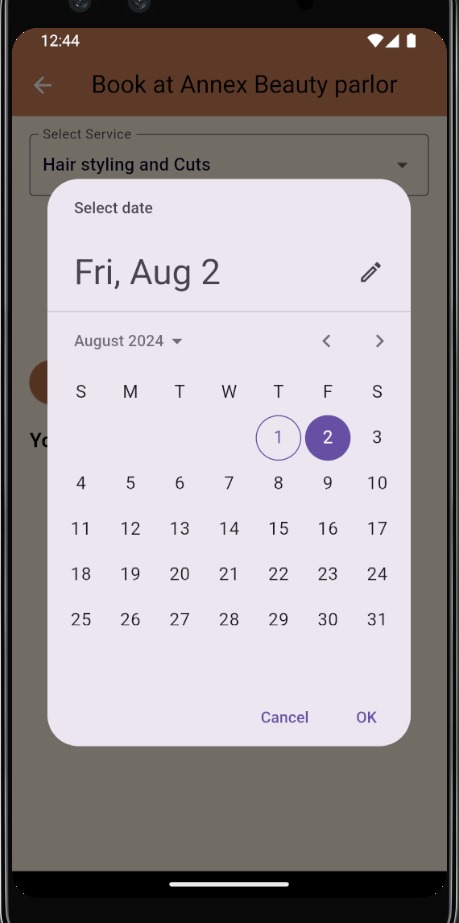 12:44
Book at Annex Beauty parlor
Select Service
Hair styling and Cuts
Select date
Fri, Aug 2
August 2024
S M T W T F S
1 2 3
4 5 6 7 8 9 10
11 12 13 14 15 16 17
18 19 20 21 22 23 24
25 26 27 28 29 30 31
Cancel OK